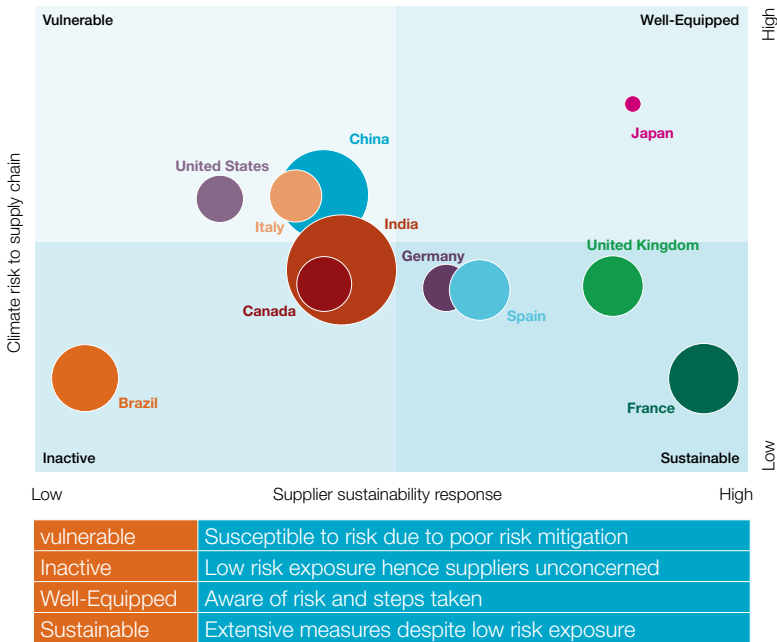 Vulnerable
Well-Equipped
High
Japan
China
United States
Italy
India
United Kingdom
Germany
Canada
Spain
Climate risk to supply chain
Brazil
France
Inactive
Sustainable
Low
Low
Supplier sustainability response
High
vulnerable Susceptible to risk due to poor risk mitigation
Inactive Low risk exposure hence suppliers unconcerned
Well-Equipped Aware of risk and steps taken
Sustainable Extensive measures despite low risk exposure